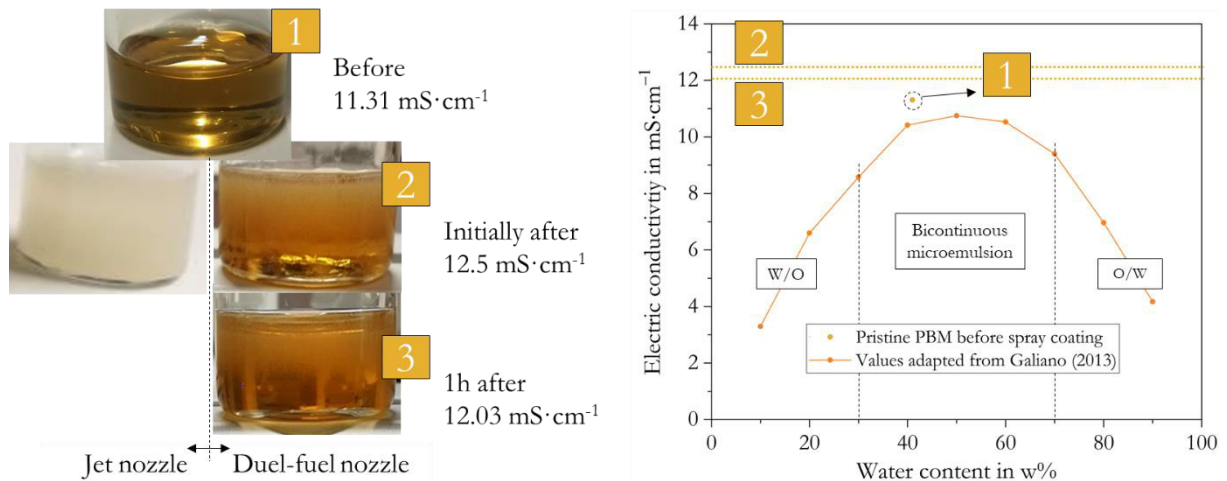 1
Before
11.31 mS·cm⁻¹
2
Initially after
12.5 mS·cm⁻¹
3
1h after
12.03 mS·cm⁻¹
Jet nozzle
Duel-fuel nozzle
Electric conductivtiy in mS·cm⁻¹
14
12
10
8
6
4
2
0
2
1
3
Bicontinuous
microemulsion
W/O
O/W
Pristine PBM before spray coating
Values adapted from Galiano (2013)
0 20 40 60 80 100
Water content in w%